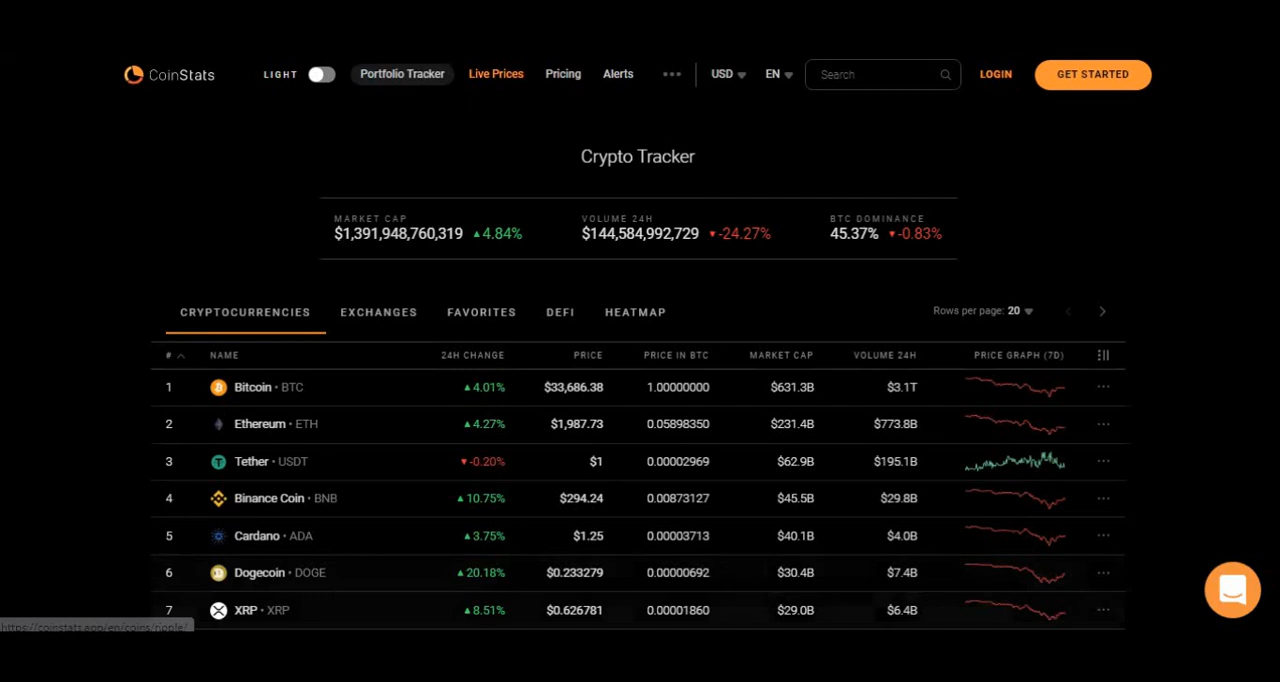 CoinStats LIGHT Portfolio Tracker Live Prices Pricing Alerts ••• USD EN Search LOGIN GET STARTED
Crypto Tracker
MARKET CAP VOLUME 24H BTC DOMINANCE
$1,391,948,760,319 ▲4.84% $144,584,992,729 ▼-24.27% 45.37% ▼-0.83%
CRYPTOCURRENCIES EXCHANGES FAVORITES DEFI HEATMAP Rows per page: 20
# NAME 24H CHANGE PRICE PRICE IN BTC MARKET CAP VOLUME 24H PRICE GRAPH (7D)
1 Bitcoin • BTC ▲4.01% $33,686.38 1.00000000 $631.3B $3.1T
2 Ethereum • ETH ▲4.27% $1,987.73 0.05898350 $231.4B $773.8B
3 Tether • USDT ▼-0.20% $1 0.00002969 $62.9B $195.1B
4 Binance Coin • BNB ▲10.75% $294.24 0.00873127 $45.5B $29.8B
5 Cardano • ADA ▲3.75% $1.25 0.00003713 $40.1B $4.0B
6 Dogecoin • DOGE ▲20.18% $0.233279 0.00000692 $30.4B $7.4B
7 XRP • XRP ▲8.51% $0.626781 0.00001860 $29.0B $6.4B
https://coinstats.app/en/coins/ripple/